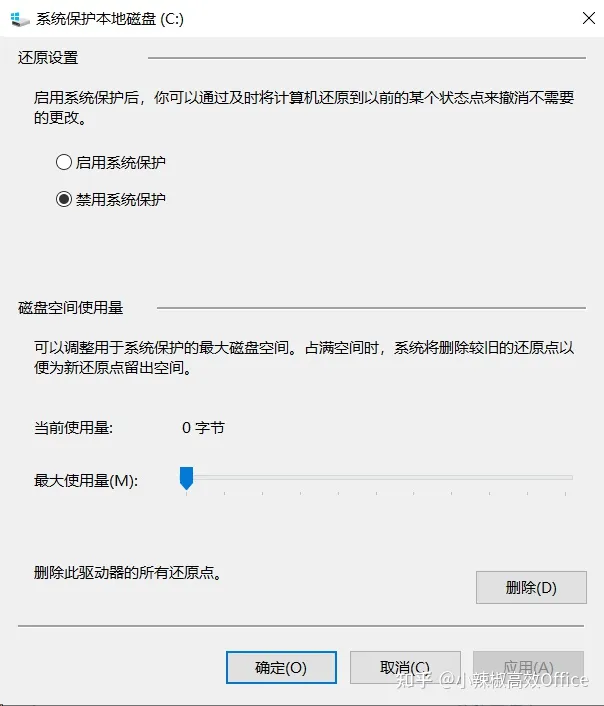 系统保护本地磁盘 (C:)
还原设置
启用系统保护后，你可以通过及时将计算机还原到以前的某个状态点来撤消不需要
的更改。
启用系统保护
禁用系统保护
磁盘空间使用量
可以调整用于系统保护的最大磁盘空间。占满空间时，系统将删除较旧的还原点以
便为新还原点留出空间。
当前使用量: 0 字节
最大使用量(M):
删除此驱动器的所有还原点。
删除(D)
确定(O) 取消(C) 应用(A)
知乎 @小辣椒高效Office